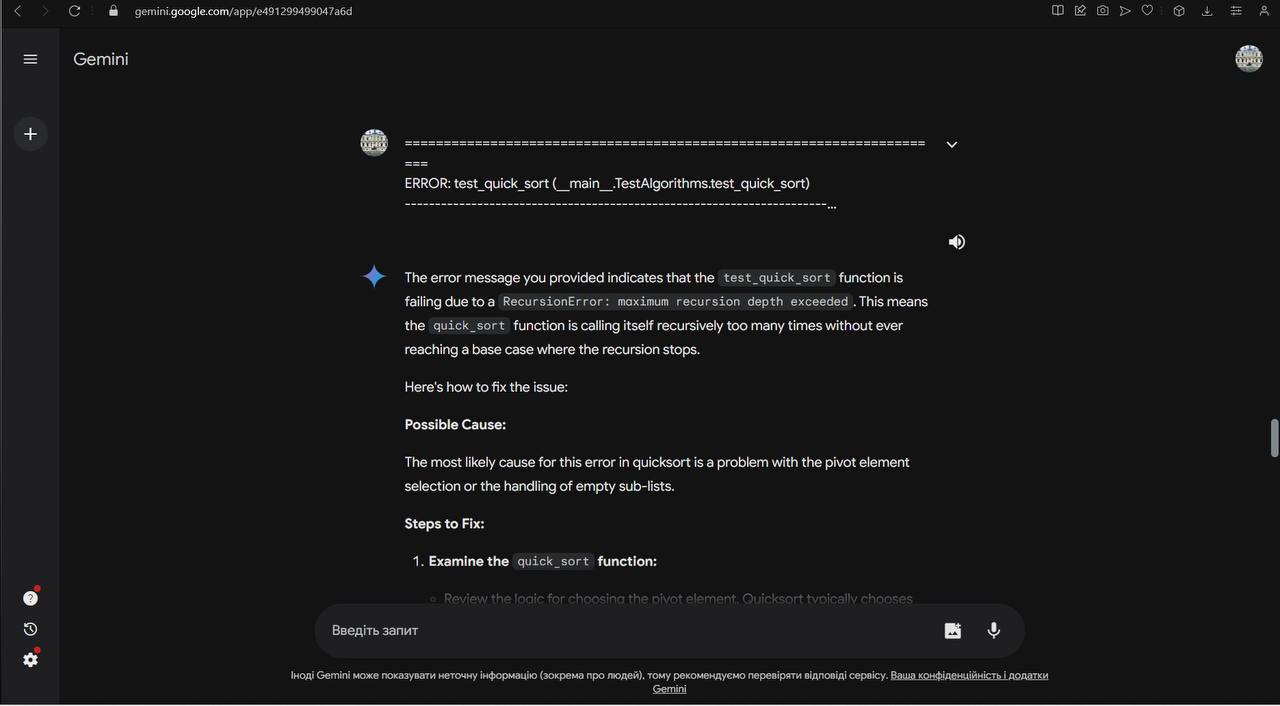 gemini.google.com/app/e491299499047a6d
Gemini
===================================================================
===
ERROR: test_quick_sort (__main__.TestAlgorithms.test_quick_sort)
----------------------------------------------------------------------...
The error message you provided indicates that the test_quick_sort function is
failing due to a RecursionError: maximum recursion depth exceeded. This means
the quick_sort function is calling itself recursively too many times without ever
reaching a base case where the recursion stops.
Here's how to fix the issue:
Possible Cause:
The most likely cause for this error in quicksort is a problem with the pivot element
selection or the handling of empty sub-lists.
Steps to Fix:
1. Examine the quick_sort function:
○ Review the logic for choosing the pivot element. Quicksort typically chooses
Введіть запит
Іноді Gemini може показувати неточну інформацію (зокрема про людей), тому рекомендуємо перевіряти відповіді сервісу. Ваша конфіденційність і додатки
Gemini